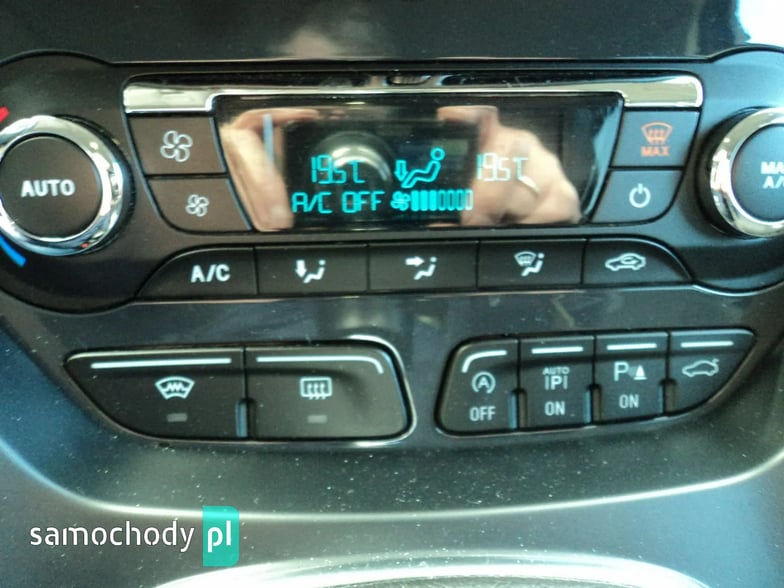 AUTO
19.5°C 19.5°C
A/C OFF
MAX
A/C
AUTO
OFF
ON
P
ON
samochody pl